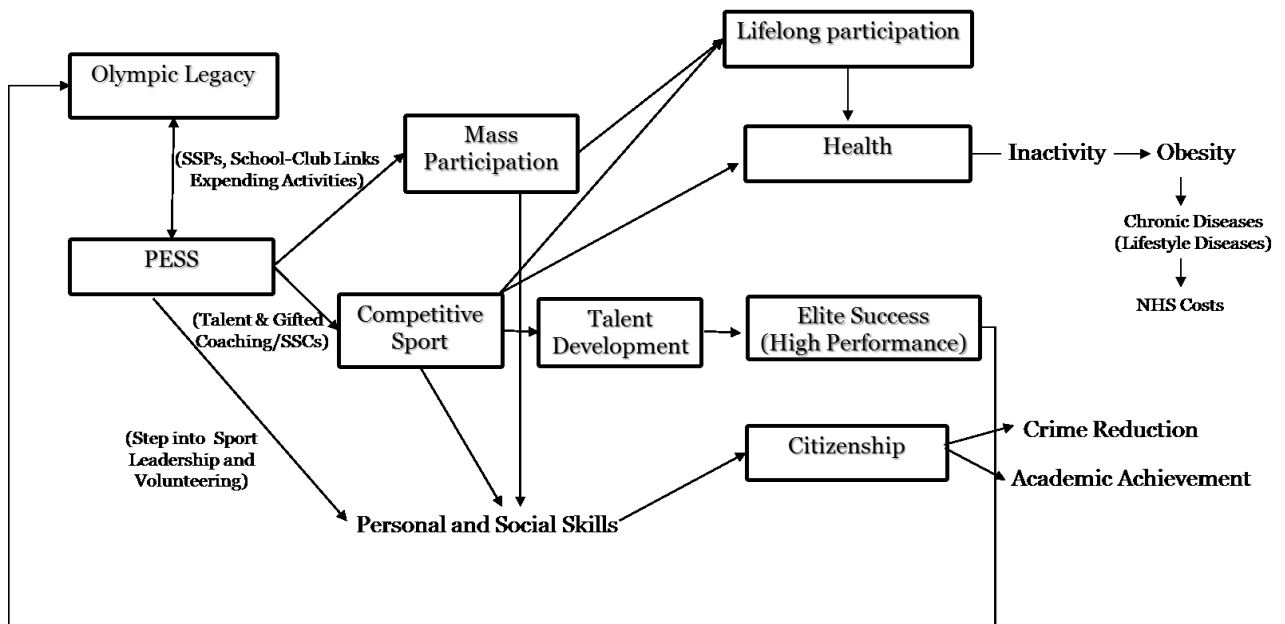 Lifelong participation
Olympic Legacy
Mass
Participation
(SSPs, School-Club Links
Expending Activities)
Health
Inactivity
Obesity
Chronic Diseases
(Lifestyle Diseases)
NHS Costs
PESS
(Talent & Gifted
Coaching/SSCs)
Competitive
Sport
Talent
Development
Elite Success
(High Performance)
(Step into Sport
Leadership and
Volunteering)
Citizenship
Crime Reduction
Academic Achievement
Personal and Social Skills